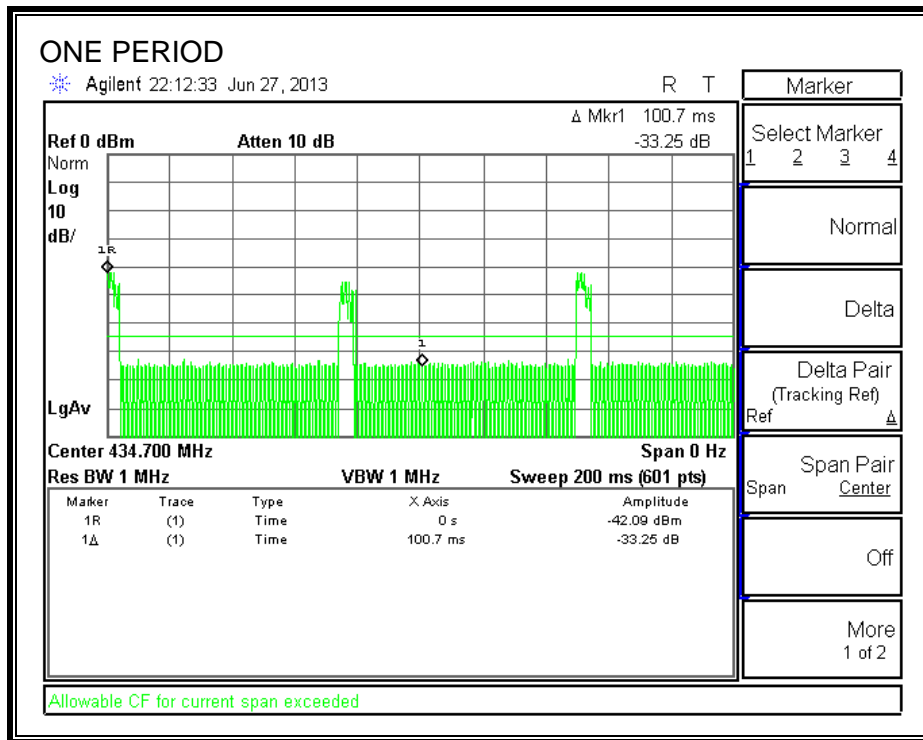 ONE PERIOD
Agilent 22:12:33 Jun 27, 2013 R T
Δ Mkr1 100.7 ms
Ref 0 dBm Atten 10 dB -33.25 dB
Norm
Log
10
dB/
1R
1
LgAv
Center 434.700 MHz Span 0 Hz
Res BW 1 MHz VBW 1 MHz Sweep 200 ms (601 pts)
Marker Trace Type X Axis Amplitude
1R (1) Time 0 s -42.09 dBm
1Δ (1) Time 100.7 ms -33.25 dB
Allowable CF for current span exceeded
Marker
Select Marker
1 2 3 4
Normal
Delta
Delta Pair
(Tracking Ref)
Ref Δ
Span Pair
Span Center
Off
More
1 of 2